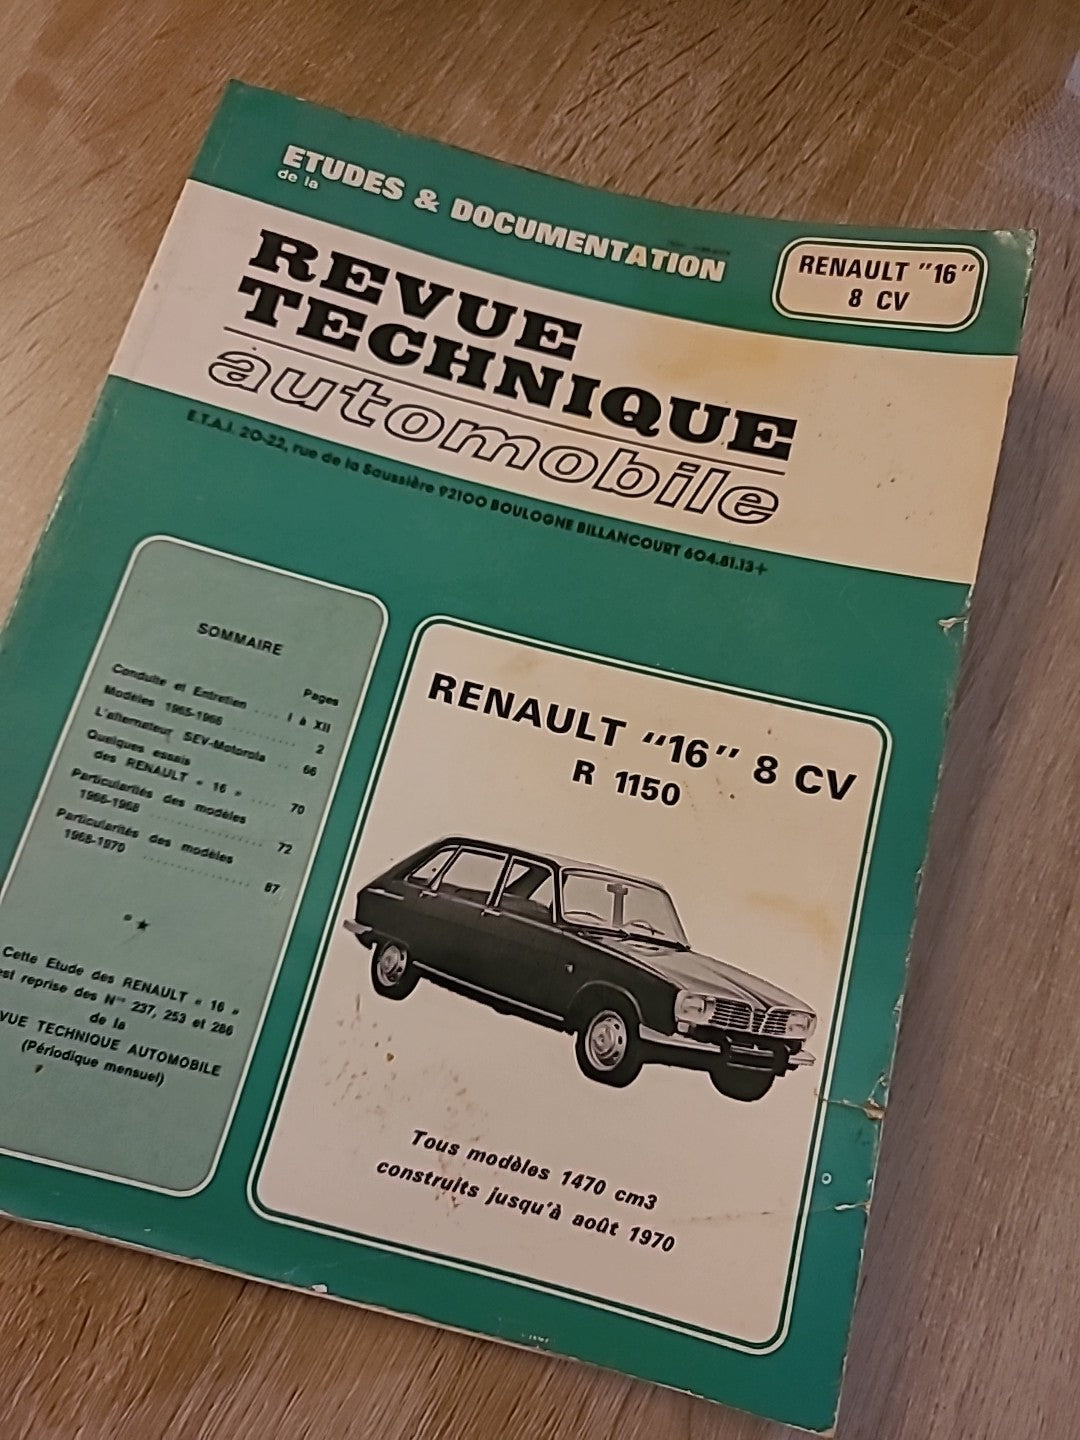 ETUDES & DOCUMENTATION
de la
RENAULT "16"
8 CV
REVUE
TECHNIQUE
automobile
E.T.A.I. 20-22, rue de la Saussière 92100 BOULOGNE BILLANCOURT 604.81.13+
SOMMAIRE
Pages
Conduite et Entretien .... I à XII
Modèles 1965-1966 .......... 2
L'alternateur SEV-Motorola .. 66
Quelques essais
des RENAULT « 16 » .... 70
Particularités des modèles
1966-1968 .............. 72
Particularités des modèles
1968-1970 .............. 87
Cette Etude des RENAULT « 16 »
est reprise des Nos 237, 253 et 286
de la
VUE TECHNIQUE AUTOMOBILE
(Périodique mensuel)
RENAULT "16" 8 CV
R 1150
Tous modèles 1470 cm3
construits jusqu'à août 1970